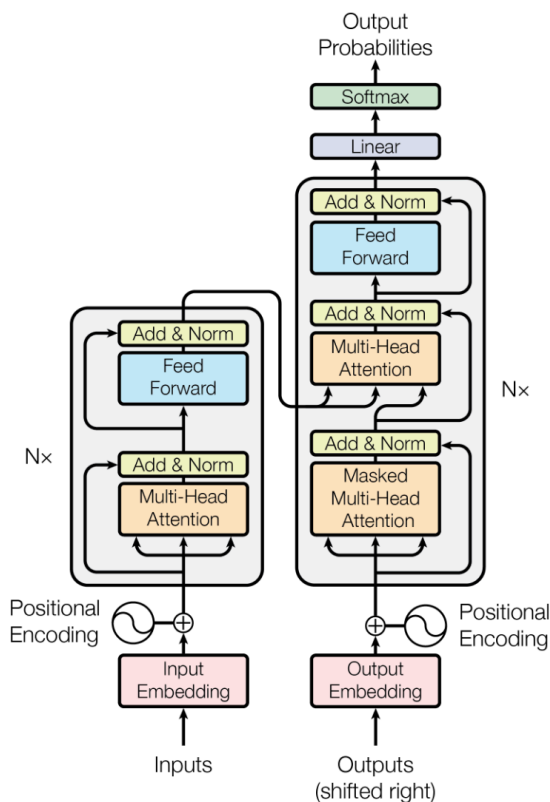 Output
Probabilities
Softmax
Linear
Add & Norm
Feed
Forward
Add & Norm
Multi-Head
Attention
Add & Norm
Masked
Multi-Head
Attention
N×
Add & Norm
Feed
Forward
Add & Norm
Multi-Head
Attention
N×
Positional
Encoding
Positional
Encoding
Input
Embedding
Output
Embedding
Inputs
Outputs
(shifted right)